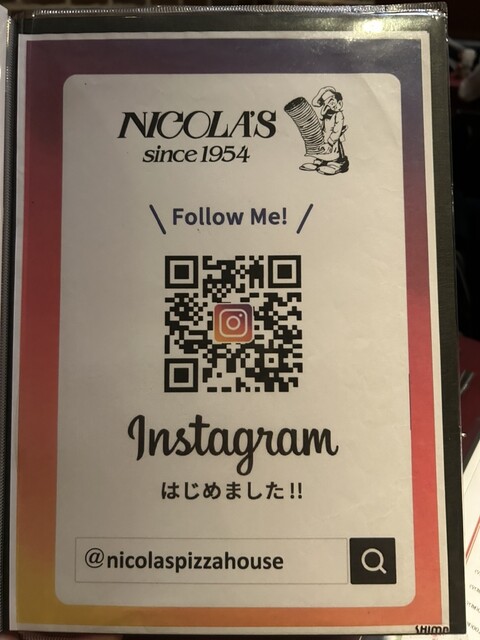 NICOLA'S
since 1954
\ Follow Me! /
Instagram
はじめました!!
@nicolaspizzahouse